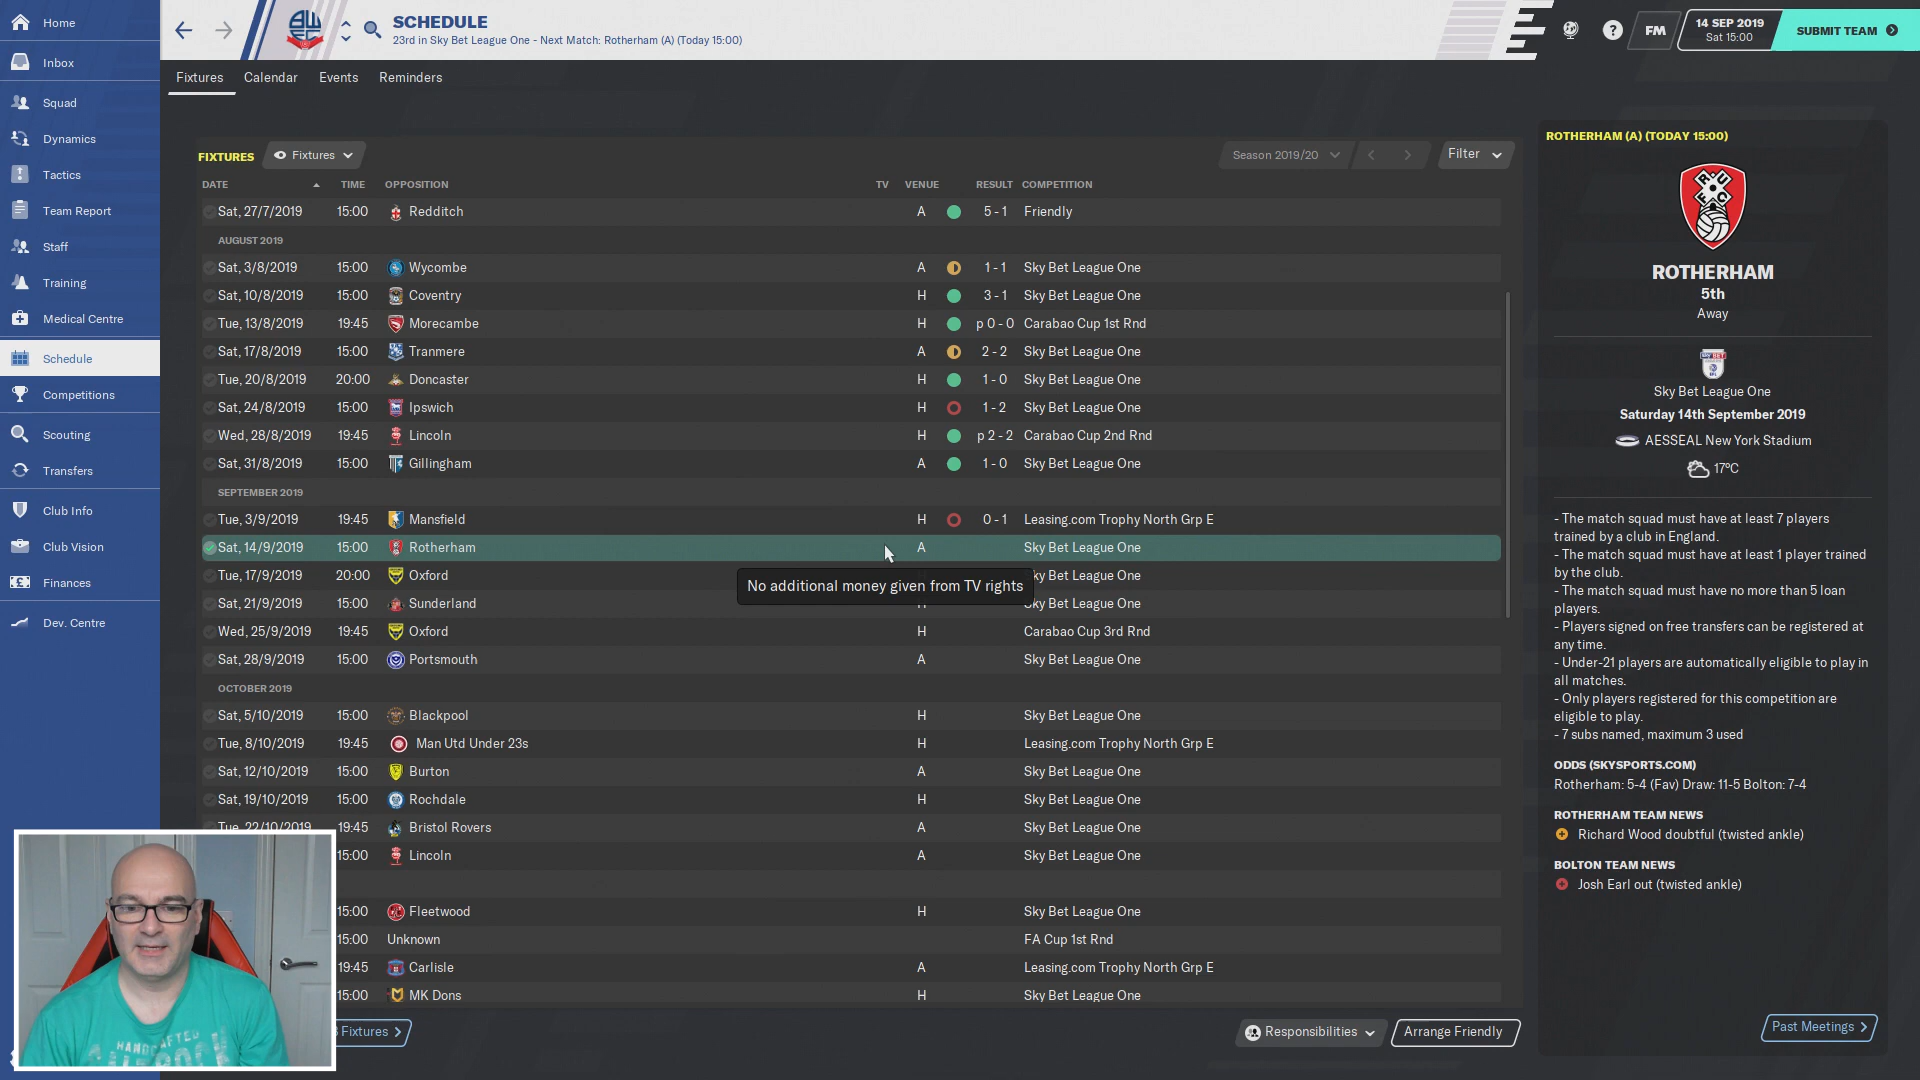 Home
Inbox
Squad
Dynamics
Tactics
Team Report
Staff
Training
Medical Centre
Schedule
Competitions
Scouting
Transfers
Club Info
Club Vision
Finances
Dev. Centre
SCHEDULE
23rd in Sky Bet League One - Next Match: Rotherham (A) (Today 15:00)
FM
14 SEP 2019
Sat 15:00
SUBMIT TEAM
Fixtures Calendar Events Reminders
FIXTURES Fixtures Season 2019/20 Filter
DATE TIME OPPOSITION TV VENUE RESULT COMPETITION
Sat, 27/7/2019 15:00 Redditch A 5 - 1 Friendly
AUGUST 2019
Sat, 3/8/2019 15:00 Wycombe A 1 - 1 Sky Bet League One
Sat, 10/8/2019 15:00 Coventry H 3 - 1 Sky Bet League One
Tue, 13/8/2019 19:45 Morecambe H p 0 - 0 Carabao Cup 1st Rnd
Sat, 17/8/2019 15:00 Tranmere A 2 - 2 Sky Bet League One
Tue, 20/8/2019 20:00 Doncaster H 1 - 0 Sky Bet League One
Sat, 24/8/2019 15:00 Ipswich H 1 - 2 Sky Bet League One
Wed, 28/8/2019 19:45 Lincoln H p 2 - 2 Carabao Cup 2nd Rnd
Sat, 31/8/2019 15:00 Gillingham A 1 - 0 Sky Bet League One
SEPTEMBER 2019
Tue, 3/9/2019 19:45 Mansfield H 0 - 1 Leasing.com Trophy North Grp E
Sat, 14/9/2019 15:00 Rotherham A Sky Bet League One
Tue, 17/9/2019 20:00 Oxford ky Bet League One
No additional money given from TV rights
Sat, 21/9/2019 15:00 Sunderland H Sky Bet League One
Wed, 25/9/2019 19:45 Oxford H Carabao Cup 3rd Rnd
Sat, 28/9/2019 15:00 Portsmouth A Sky Bet League One
OCTOBER 2019
Sat, 5/10/2019 15:00 Blackpool H Sky Bet League One
Tue, 8/10/2019 19:45 Man Utd Under 23s H Leasing.com Trophy North Grp E
Sat, 12/10/2019 15:00 Burton A Sky Bet League One
Sat, 19/10/2019 15:00 Rochdale H Sky Bet League One
Tue, 22/10/2019 19:45 Bristol Rovers A Sky Bet League One
15:00 Lincoln A Sky Bet League One
15:00 Fleetwood H Sky Bet League One
15:00 Unknown FA Cup 1st Rnd
19:45 Carlisle A Leasing.com Trophy North Grp E
15:00 MK Dons H Sky Bet League One
Fixtures Responsibilities Arrange Friendly
ROTHERHAM (A) (TODAY 15:00)
ROTHERHAM
5th
Away
Sky Bet League One
Saturday 14th September 2019
AESSEAL New York Stadium
17°C
- The match squad must have at least 7 players
trained by a club in England.
- The match squad must have at least 1 player trained
by the club.
- The match squad must have no more than 5 loan
players.
- Players signed on free transfers can be registered at
any time.
- Under-21 players are automatically eligible to play in
all matches.
- Only players registered for this competition are
eligible to play.
- 7 subs named, maximum 3 used
ODDS (SKYSPORTS.COM)
Rotherham: 5-4 (Fav) Draw: 11-5 Bolton: 7-4
ROTHERHAM TEAM NEWS
Richard Wood doubtful (twisted ankle)
BOLTON TEAM NEWS
Josh Earl out (twisted ankle)
Past Meetings